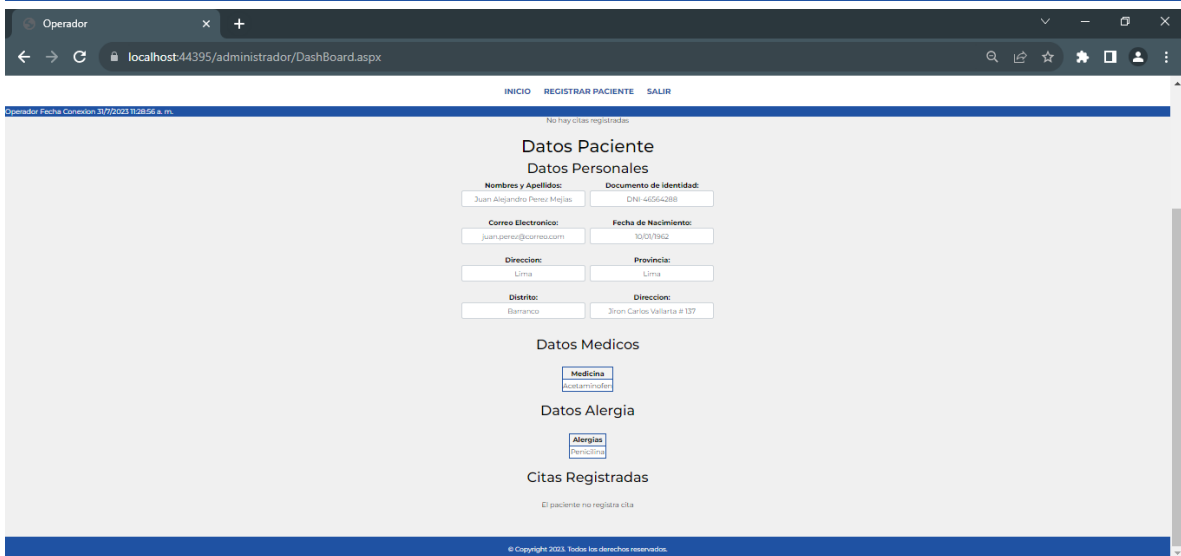 Operador
localhost:44395/administrador/DashBoard.aspx
INICIO REGISTRAR PACIENTE SALIR
Operador Fecha Conexion 31/7/2023 11:28:56 a. m.
No hay citas registradas
Datos Paciente
Datos Personales
Nombres y Apellidos: Documento de identidad:
Juan Alejandro Perez Mejias DNI-46564288
Correo Electronico: Fecha de Nacimiento:
juan.perez@correo.com 10/01/1962
Direccion: Provincia:
Lima Lima
Distrito: Direccion:
Barranco Jiron Carlos Vallarta # 137
Datos Medicos
Medicina
Acetaminofen
Datos Alergia
Alergias
Penicilina
Citas Registradas
El paciente no registra cita
© Copyright 2023. Todos los derechos reservados.